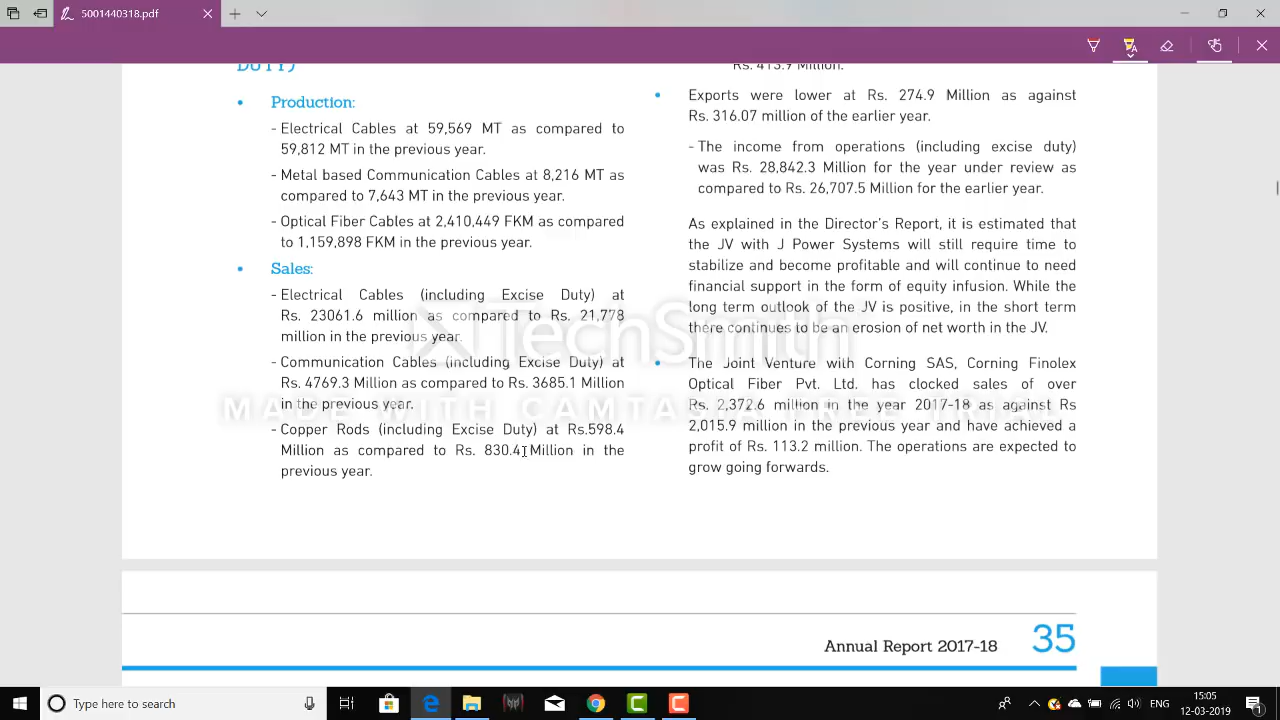 5001440318.pdf
DUTY)
Production:
- Electrical Cables at 59,569 MT as compared to
59,812 MT in the previous year.
- Metal based Communication Cables at 8,216 MT as
compared to 7,643 MT in the previous year.
- Optical Fiber Cables at 2,410,449 FKM as compared
to 1,159,898 FKM in the previous year.
Sales:
- Electrical Cables (including Excise Duty) at
Rs. 23061.6 million as compared to Rs. 21,778
million in the previous year.
- Communication Cables (including Excise Duty) at
Rs. 4769.3 Million as compared to Rs. 3685.1 Million
in the previous year.
- Copper Rods (including Excise Duty) at Rs.598.4
Million as compared to Rs. 830.4 Million in the
previous year.
Rs. 413.9 Million.
Exports were lower at Rs. 274.9 Million as against
Rs. 316.07 million of the earlier year.
- The income from operations (including excise duty)
was Rs. 28,842.3 Million for the year under review as
compared to Rs. 26,707.5 Million for the earlier year.
As explained in the Director's Report, it is estimated that
the JV with J Power Systems will still require time to
stabilize and become profitable and will continue to need
financial support in the form of equity infusion. While the
long term outlook of the JV is positive, in the short term
there continues to be an erosion of net worth in the JV.
The Joint Venture with Corning SAS, Corning Finolex
Optical Fiber Pvt. Ltd. has clocked sales of over
Rs. 2,372.6 million in the year 2017-18 as against Rs
2,015.9 million in the previous year and have achieved a
profit of Rs. 113.2 million. The operations are expected to
grow going forwards.
TechSmith
MADE WITH CAMTASIA FREE TRIAL
Annual Report 2017-18 35
Type here to search
ENG
15:05
12-03-2019
1